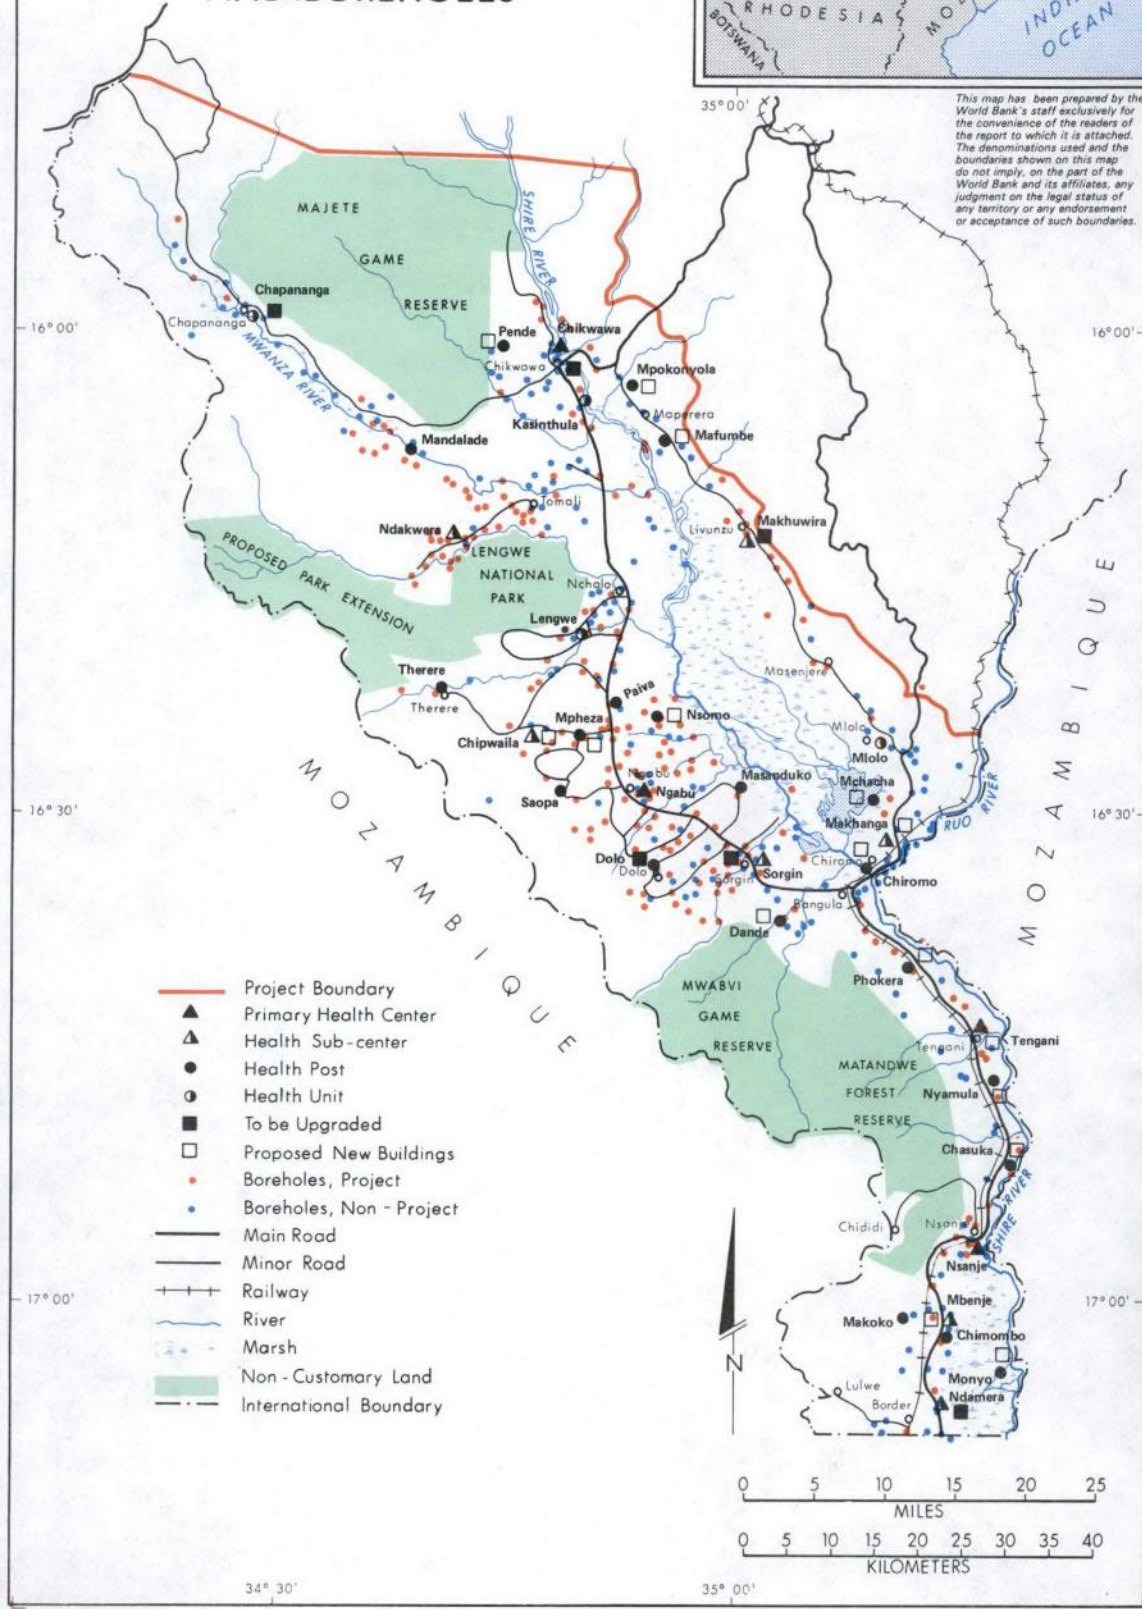 RHODESIA
BOTSWANA
INDI
OCEAN
35° 00'
This map has been prepared by the
World Bank's staff exclusively for
the convenience of the readers of
the report to which it is attached.
The denominations used and the
boundaries shown on this map
do not imply, on the part of the
World Bank and its affiliates, any
judgment on the legal status of
any territory or any endorsement
or acceptance of such boundaries.
MAJETE
GAME
RESERVE
SHIRE RIVER
Chapananga
Chapananga
16° 00'
16° 00'
MWANZA RIVER
Pende
Chikwawa
Chikwawa
Mpokonyola
Maperera
Kasinthula
Mafumbe
Mandalade
Tomali
Ndakwera
Livunzu
Makhuwira
PROPOSED PARK EXTENSION
LENGWE
NATIONAL
PARK
Nchalo
Lengwe
Masenjere
Therere
Therere
Paiva
Nsomo
Mpheza
Chipwaila
Mlolo
Mlolo
Ngabu
Ngabu
Masanduko
Mchacha
Saopa
Makhanga
16° 30'
16° 30'
RUO RIVER
MOZAMBIQUE
MOZAMBIQUE
Dolo
Dolo
Sorgin
Sorgin
Chiromo
Chiromo
Bangula
Dande
Phokera
MWABVI
GAME
RESERVE
Tengani
Tengani
MATANDWE
FOREST
RESERVE
Nyamula
Chasuka
SHIRE RIVER
Chididi
Nsanje
Nsanje
17° 00'
17° 00'
Mbenje
Makoko
Chimombo
Monyo
Lulwe
Ndamera
Border
Project Boundary
Primary Health Center
Health Sub-center
Health Post
Health Unit
To be Upgraded
Proposed New Buildings
Boreholes, Project
Boreholes, Non - Project
Main Road
Minor Road
Railway
River
Marsh
Non - Customary Land
International Boundary
N
0 5 10 15 20 25
MILES
0 5 10 15 20 25 30 35 40
KILOMETERS
34° 30'
35° 00'